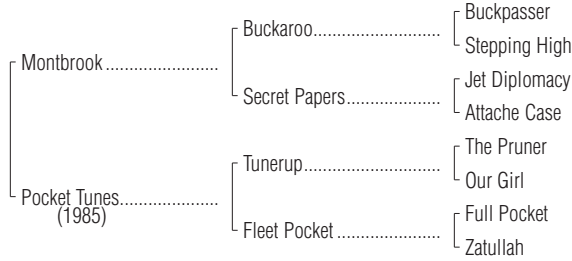 Buckpasser
Buckaroo........................
Stepping High
Montbrook.....................
Jet Diplomacy
Secret Papers..................
Attache Case
The Pruner
Tunerup..........................
Our Girl
Pocket Tunes..................
(1985)
Full Pocket
Fleet Pocket....................
Zatullah